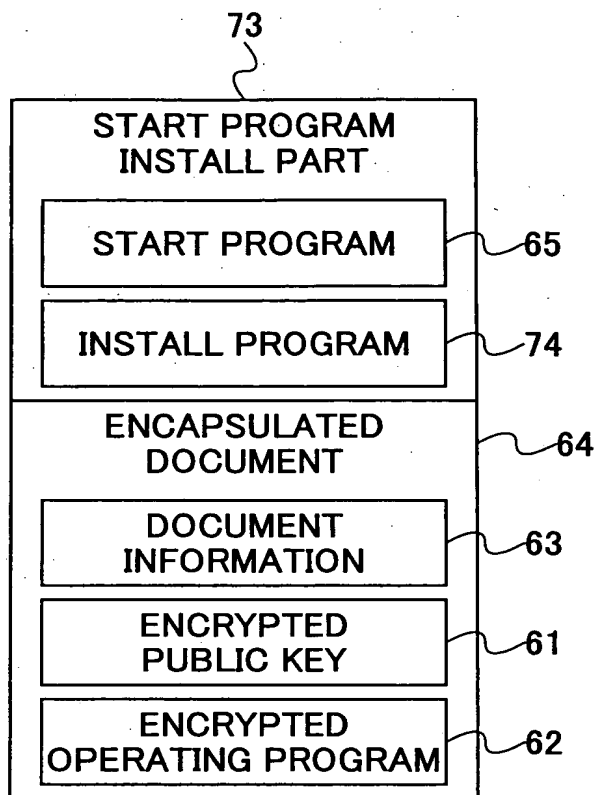 73
START PROGRAM
INSTALL PART
START PROGRAM
65
INSTALL PROGRAM
74
ENCAPSULATED
DOCUMENT
64
DOCUMENT
INFORMATION
63
ENCRYPTED
PUBLIC KEY
61
ENCRYPTED
OPERATING PROGRAM
62